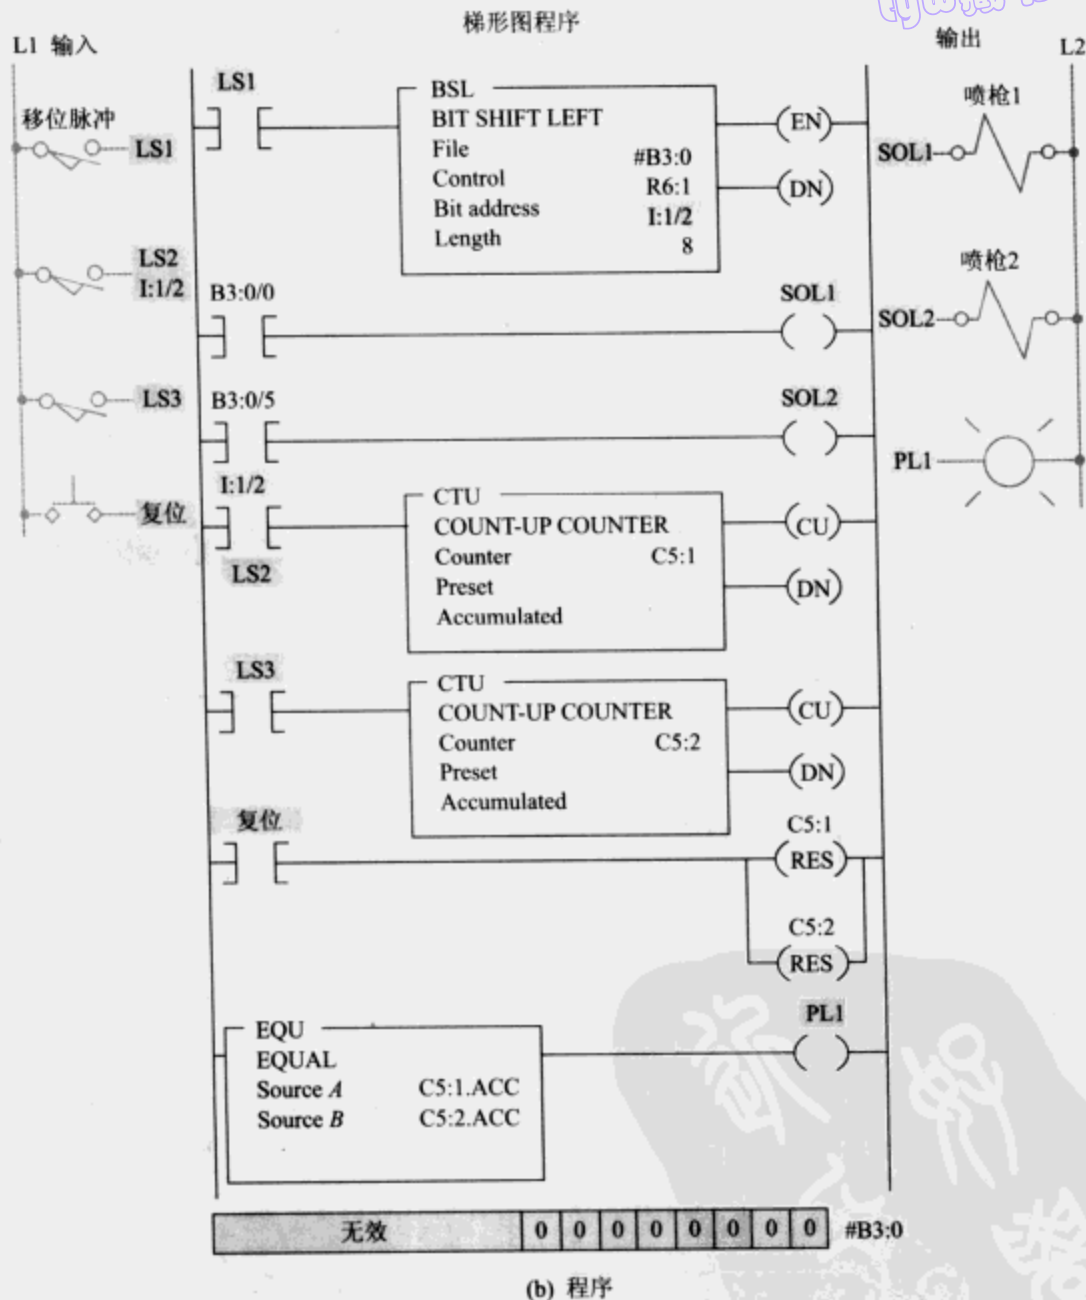 梯形图程序
L1 输入
输出
L2
移位脉冲
LS1
LS1
BSL
BIT SHIFT LEFT
File #B3:0
Control R6:1
Bit address I:1/2
Length 8
EN
DN
喷枪1
SOL1
LS2
I:1/2
B3:0/0
SOL1
喷枪2
SOL2
LS3
B3:0/5
SOL2
PL1
复位
I:1/2
LS2
CTU
COUNT-UP COUNTER
Counter C5:1
Preset
Accumulated
CU
DN
LS3
CTU
COUNT-UP COUNTER
Counter C5:2
Preset
Accumulated
CU
DN
复位
C5:1
RES
C5:2
RES
EQU
EQUAL
Source A C5:1.ACC
Source B C5:2.ACC
PL1
无效 0 0 0 0 0 0 0 0 #B3:0
(b) 程序